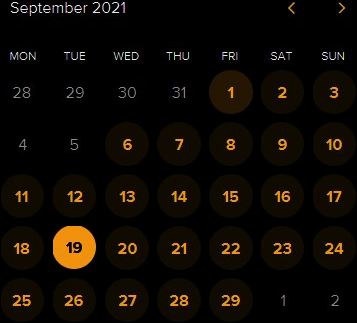 September 2021
MON TUE WED THU FRI SAT SUN
28 29 30 31 1 2 3
4 5 6 7 8 9 10
11 12 13 14 15 16 17
18 19 20 21 22 23 24
25 26 27 28 29 1 2